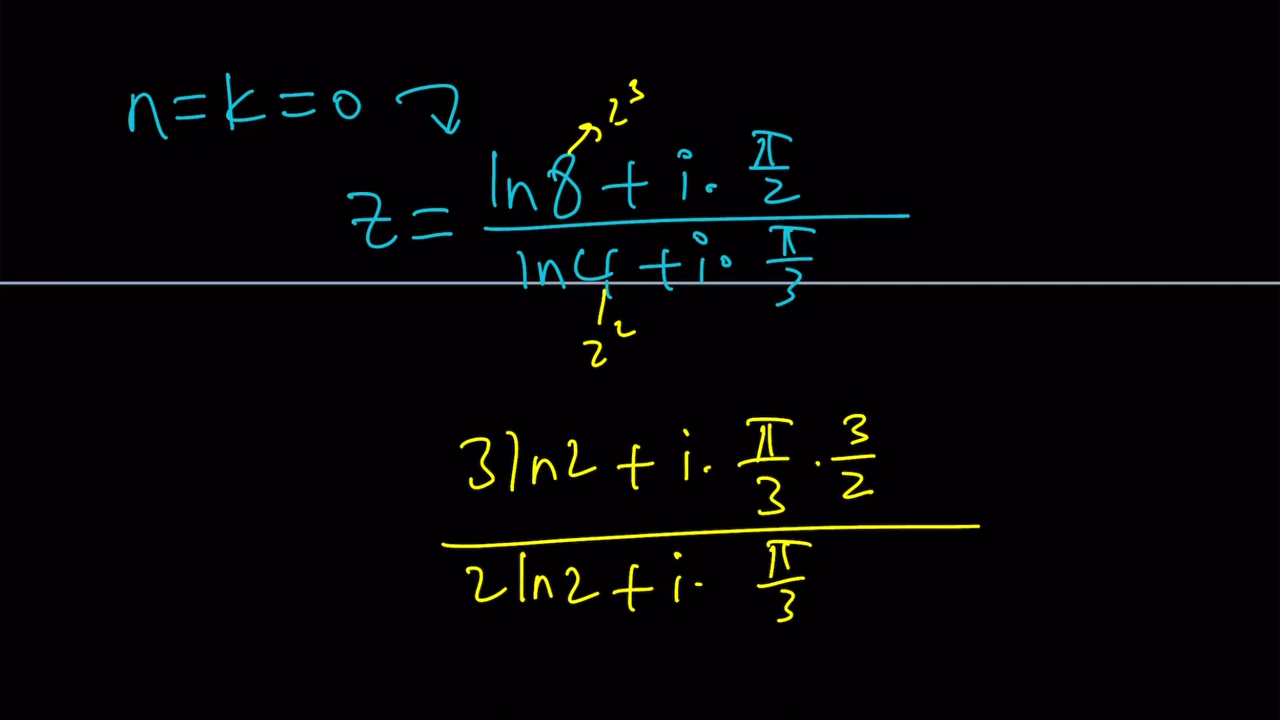 n=k=0
2^3
z = (ln8 + i · π/2) / (ln4 + i · π/3)
2^2
(3ln2 + i · π/3 · 3/2) / (2ln2 + i · π/3)